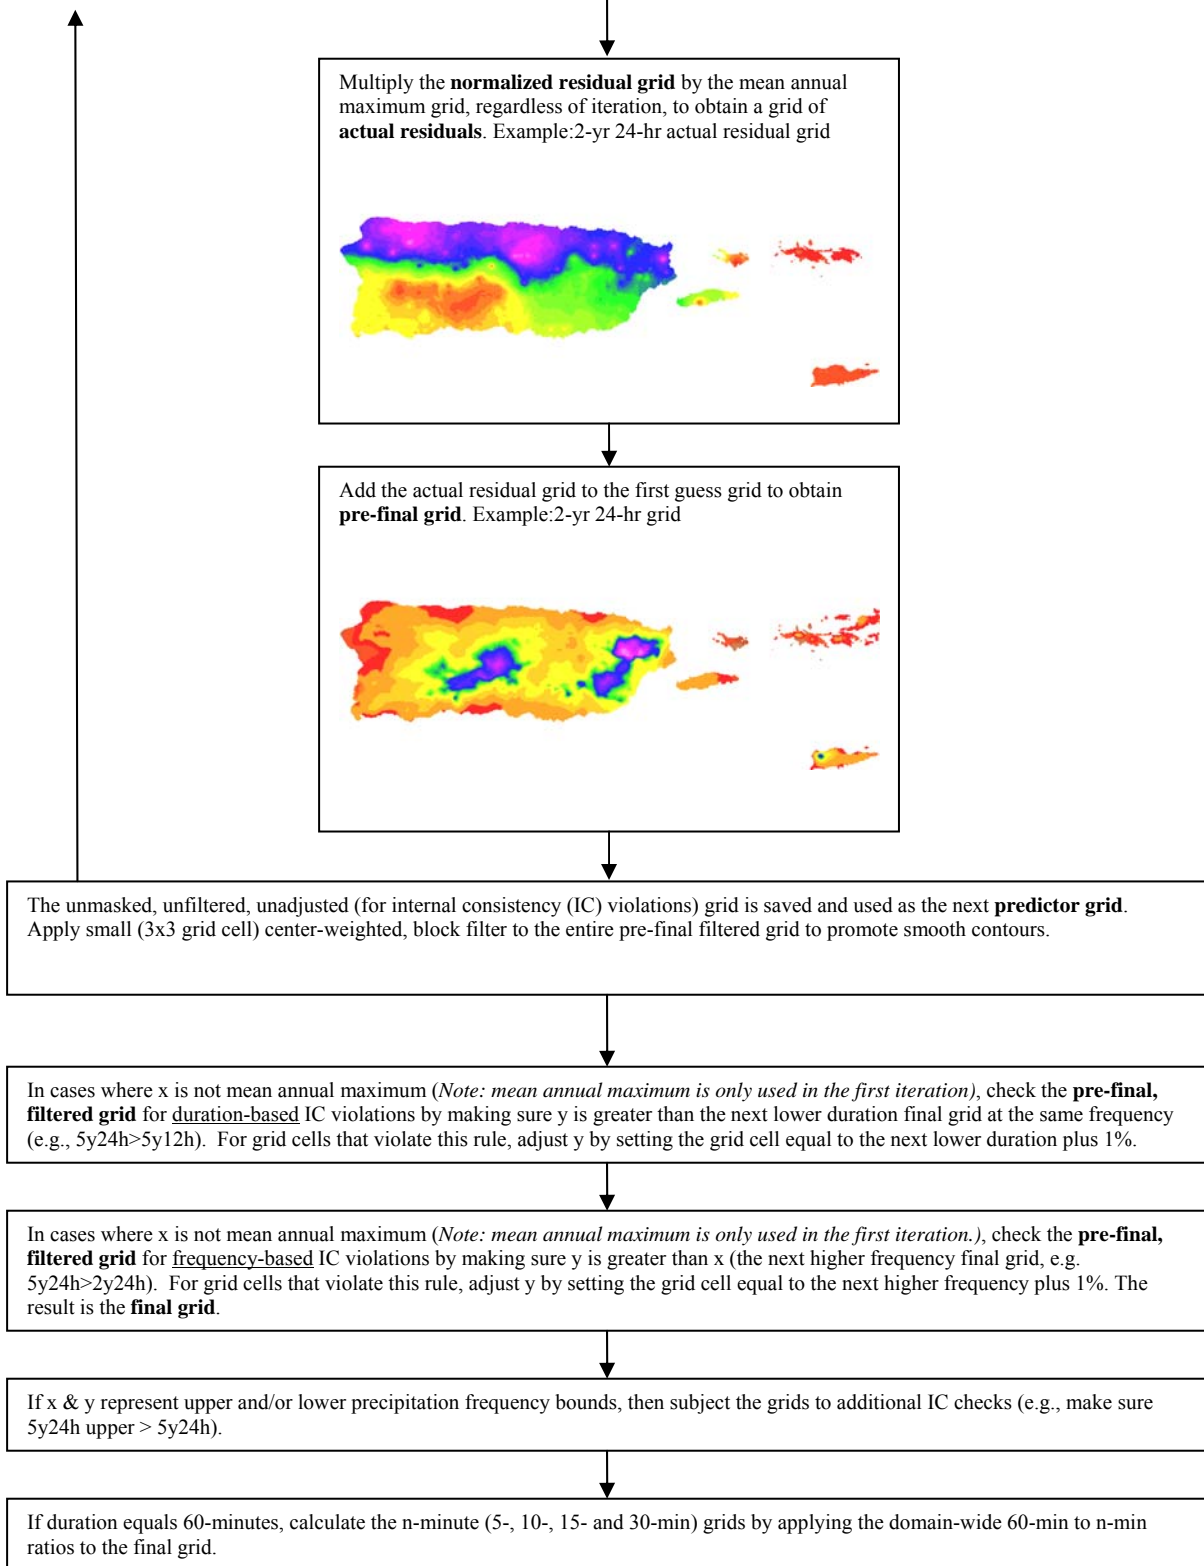 Multiply the normalized residual grid by the mean annual
maximum grid, regardless of iteration, to obtain a grid of
actual residuals. Example:2-yr 24-hr actual residual grid
Add the actual residual grid to the first guess grid to obtain
pre-final grid. Example:2-yr 24-hr grid
The unmasked, unfiltered, unadjusted (for internal consistency (IC) violations) grid is saved and used as the next predictor grid.
Apply small (3x3 grid cell) center-weighted, block filter to the entire pre-final filtered grid to promote smooth contours.
In cases where x is not mean annual maximum (Note: mean annual maximum is only used in the first iteration), check the pre-final,
filtered grid for duration-based IC violations by making sure y is greater than the next lower duration final grid at the same frequency
(e.g., 5y24h>5y12h). For grid cells that violate this rule, adjust y by setting the grid cell equal to the next lower duration plus 1%.
In cases where x is not mean annual maximum (Note: mean annual maximum is only used in the first iteration.), check the pre-final,
filtered grid for frequency-based IC violations by making sure y is greater than x (the next higher frequency final grid, e.g.
5y24h>2y24h). For grid cells that violate this rule, adjust y by setting the grid cell equal to the next higher frequency plus 1%. The
result is the final grid.
If x & y represent upper and/or lower precipitation frequency bounds, then subject the grids to additional IC checks (e.g., make sure
5y24h upper > 5y24h).
If duration equals 60-minutes, calculate the n-minute (5-, 10-, 15- and 30-min) grids by applying the domain-wide 60-min to n-min
ratios to the final grid.